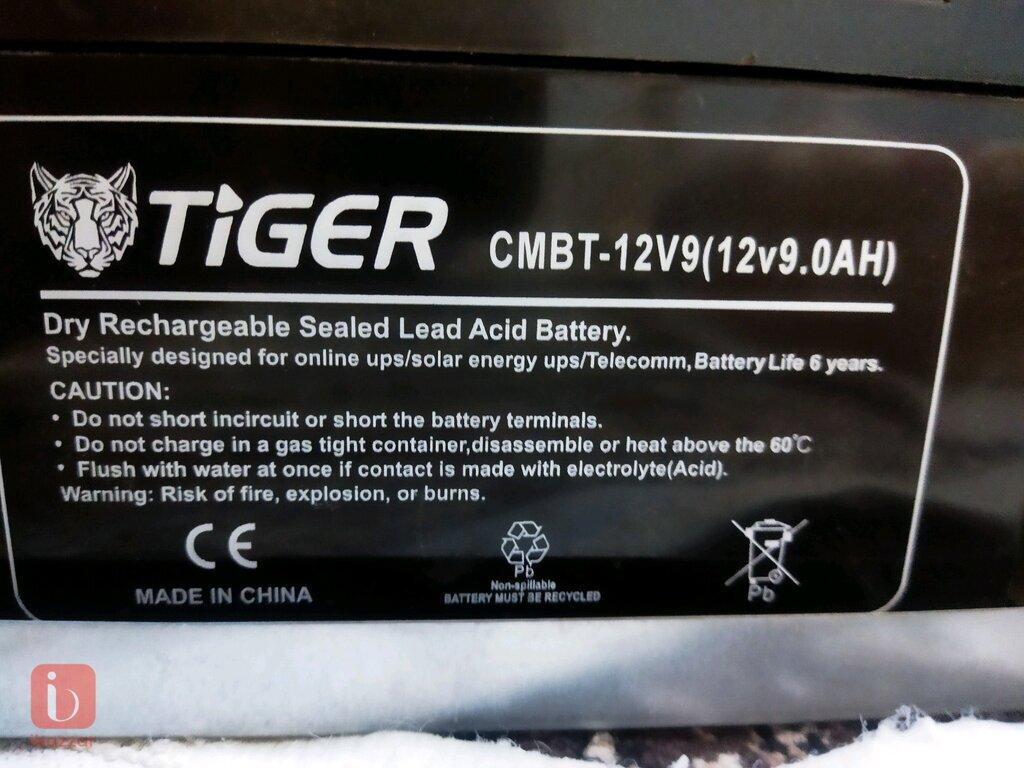 TiGER CMBT-12V9(12v9.0AH)
Dry Rechargeable Sealed Lead Acid Battery.
Specially designed for online ups/solar energy ups/Telecomm, Battery Life 6 years.
CAUTION:
• Do not short incircuit or short the battery terminals.
• Do not charge in a gas tight container,disassemble or heat above the 60°C
• Flush with water at once if contact is made with electrolyte(Acid).
Warning: Risk of fire, explosion, or burns.
CE
Pb
Non-spillable
BATTERY MUST BE RECYCLED
Pb
MADE IN CHINA